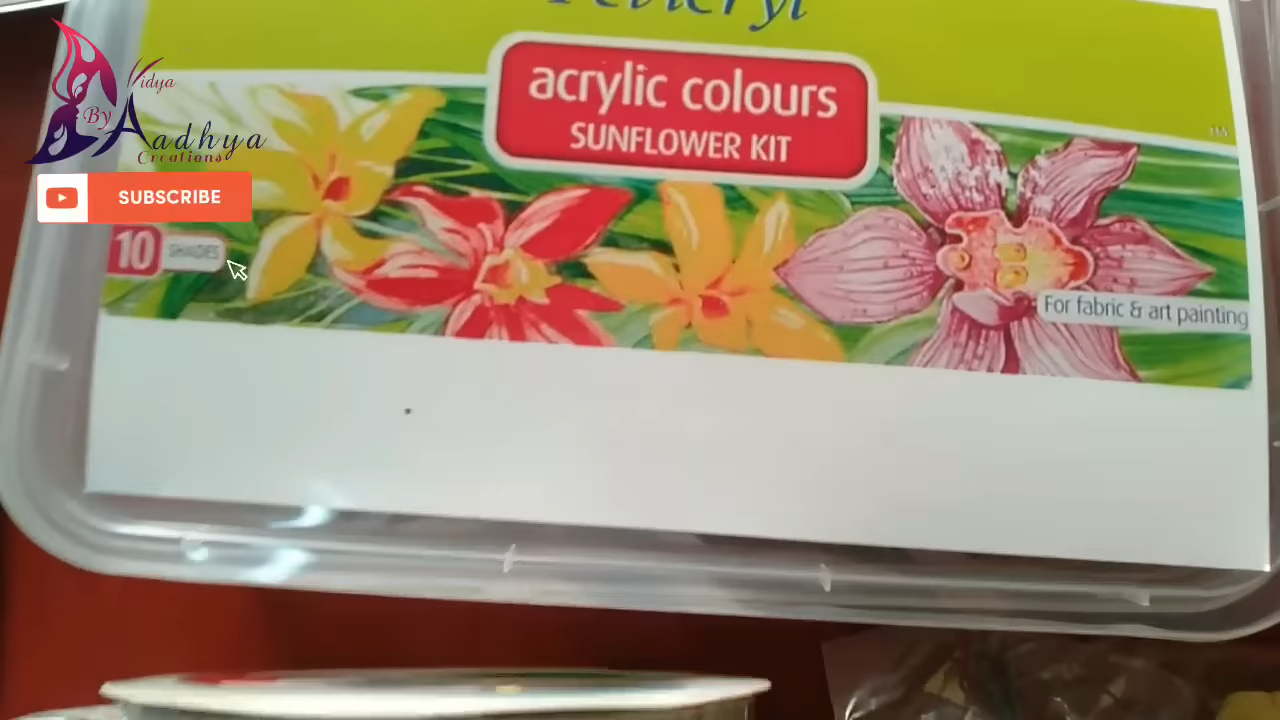 acrylic colours
SUNFLOWER KIT
Vidya
By Aadhya
Creations
SUBSCRIBE
10 SHADES
For fabric & art painting